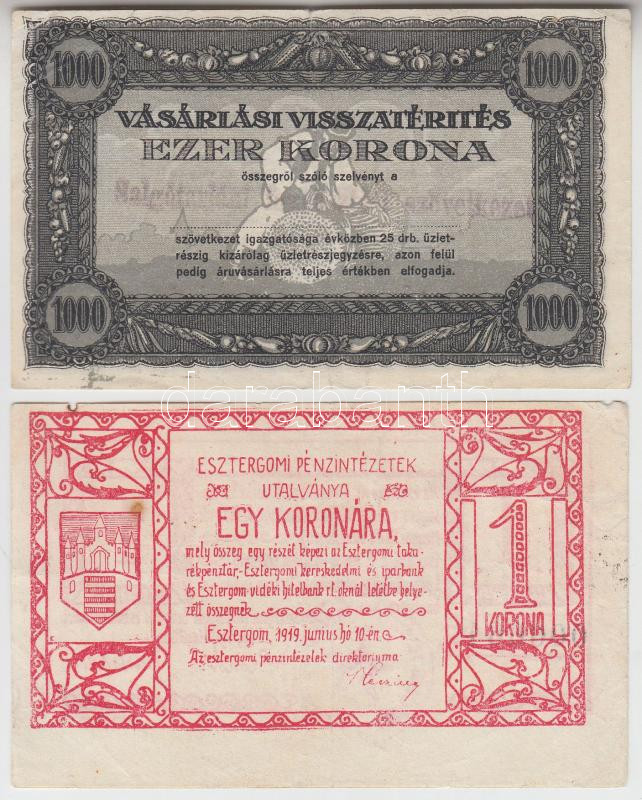 1000 1000
VÁSÁRLÁSI VISSZATÉRITÉS
EZER KORONA
összegről szóló szelvényt a
szövetkezet igazgatósága évközben 25 drb. üzlet-
részig kizárólag üzletrészjegyzésre, azon felül
pedig áruvásárlásra teljes értékben elfogadja.
1000 1000
darabanth
ESZTERGOMI PÉNZINTÉZETEK
UTALVÁNYA
EGY KORONÁRA,
mely összeg egy részét képezi az Esztergomi taka-
rékpénztár,-Esztergomi kereskedelmi és iparbank
és Esztergom-vidéki hitelbank rt.oknál letétbe helye-
zett összegnek
Esztergom, 1919. junius hó 10-én
Az esztergomi pénzintézetek direktoriuma
1
KORONA